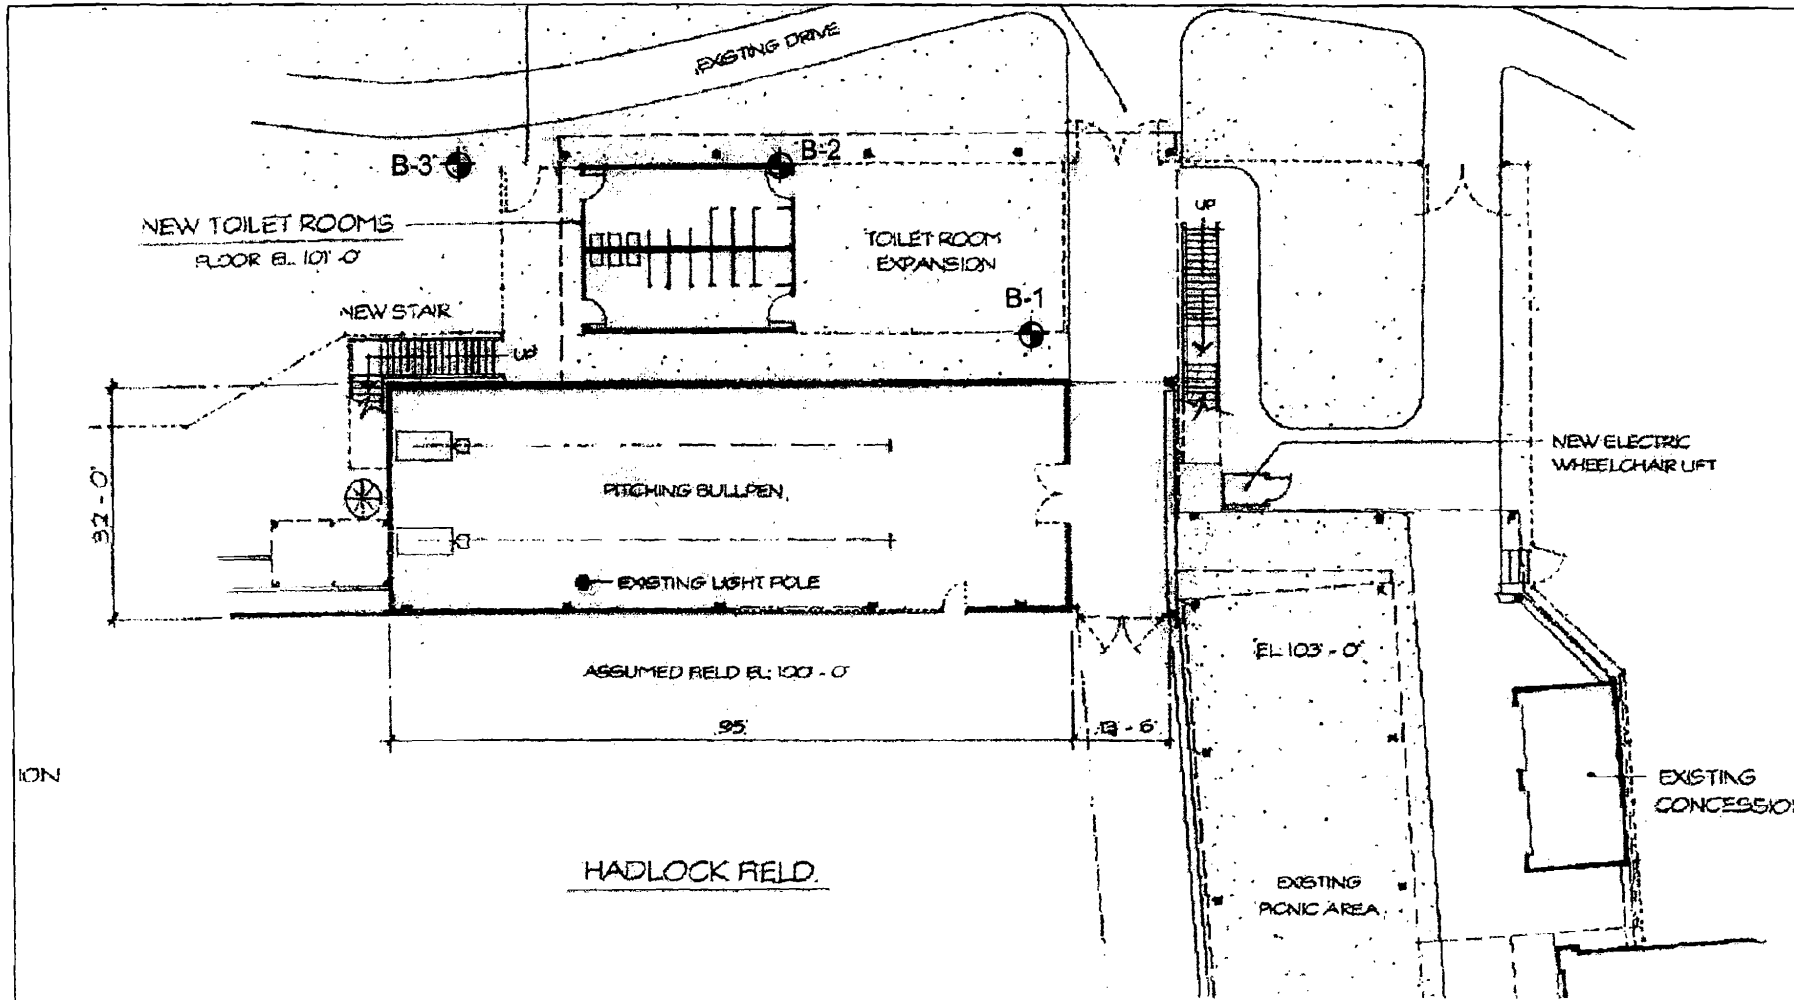 EXISTING DRIVE
B-3
B-2
NEW TOILET ROOMS
FLOOR EL. 101'-0"
TOILET ROOM
EXPANSION
UP
B-1
NEW STAIR
UP
NEW ELECTRIC
WHEELCHAIR LIFT
PITCHING BULLPEN
32'-0"
EXISTING LIGHT POLE
ASSUMED FIELD EL: 100'-0"
EL 103'-0"
95'
13'-6"
ION
EXISTING
CONCESSION
HADLOCK FIELD
EXISTING
PICNIC AREA